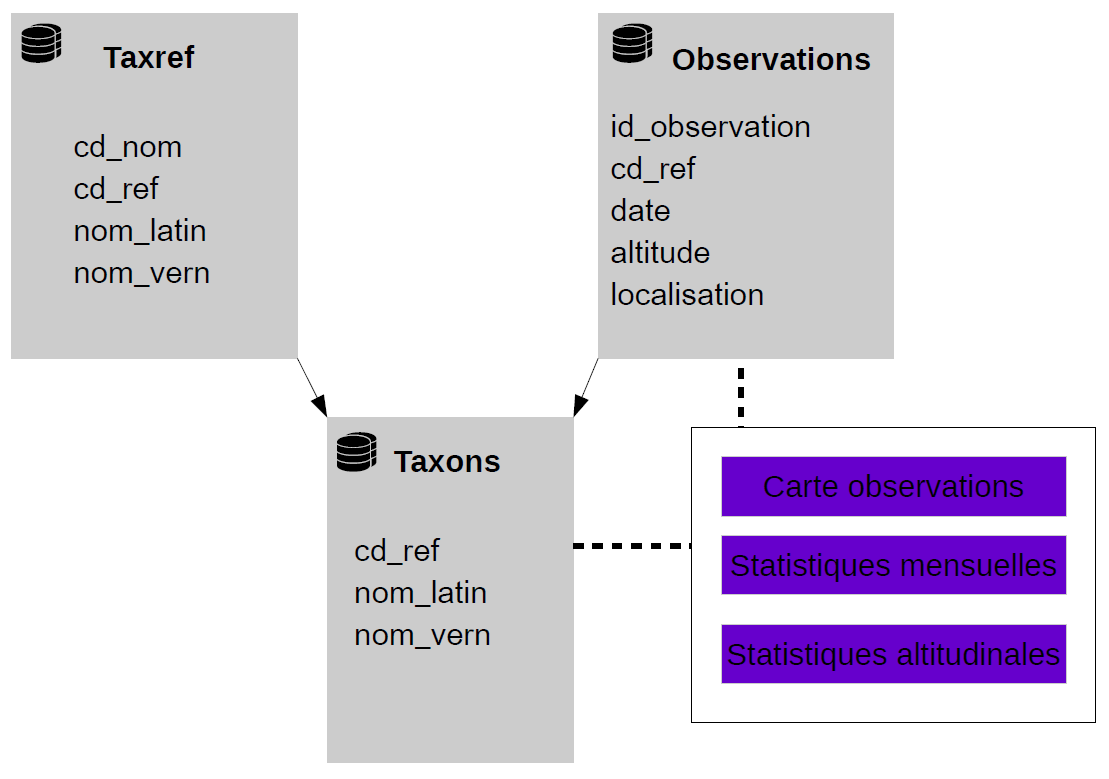 Taxref
cd_nom
cd_ref
nom_latin
nom_vern
Observations
id_observation
cd_ref
date
altitude
localisation
Taxons
cd_ref
nom_latin
nom_vern
Carte observations
Statistiques mensuelles
Statistiques altitudinales